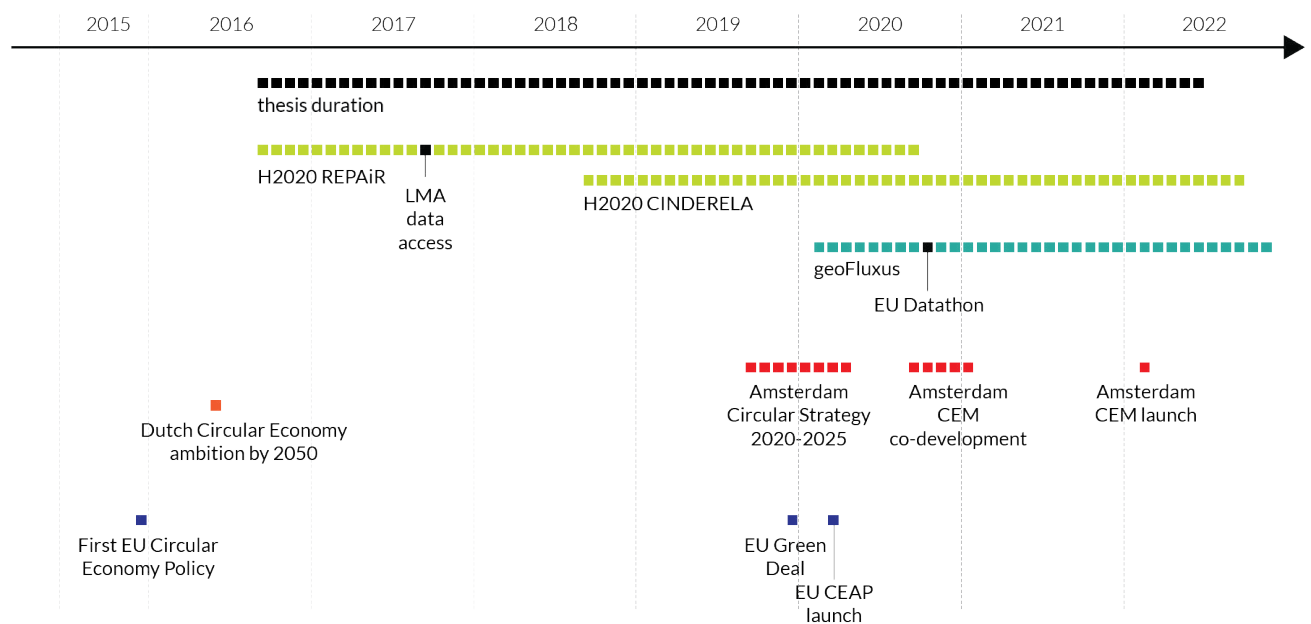 2015 2016 2017 2018 2019 2020 2021 2022
thesis duration
H2020 REPAiR
LMA
data
access
H2020 CINDERELA
geoFluxus
EU Datathon
Amsterdam
Circular Strategy
2020-2025
Amsterdam
CEM
co-development
Amsterdam
CEM launch
Dutch Circular Economy
ambition by 2050
First EU Circular
Economy Policy
EU Green
Deal
EU CEAP
launch